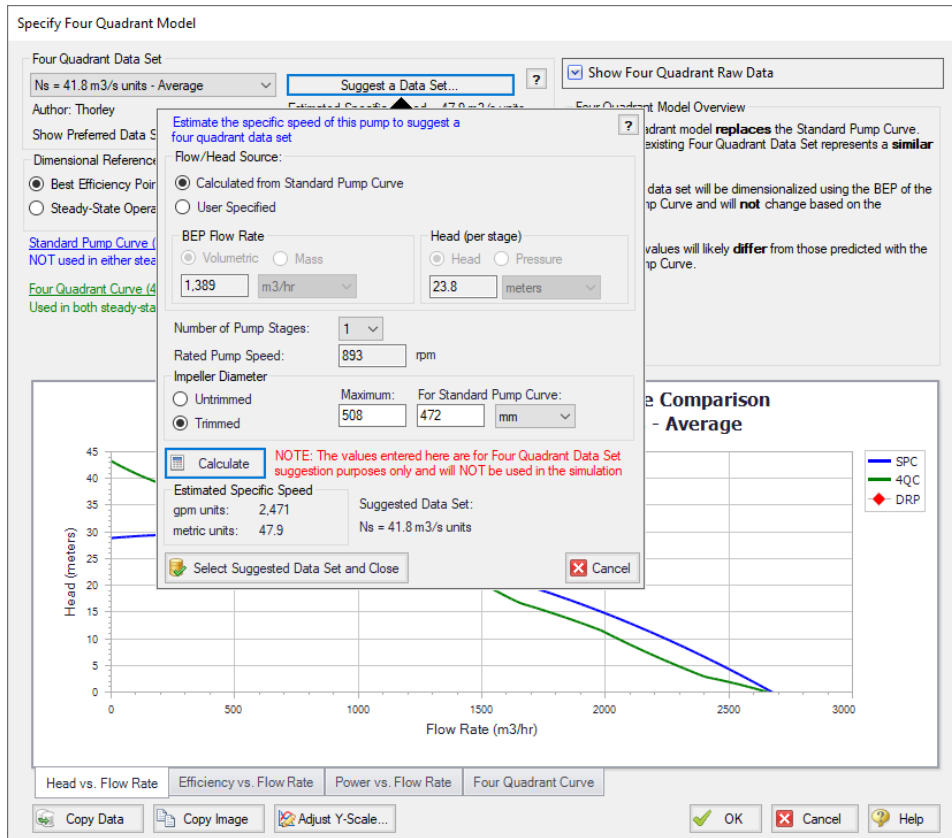 Specify Four Quadrant Model
Four Quadrant Data Set
Ns = 41.8 m3/s units - Average
Suggest a Data Set...
?
Author: Thorley
Show Preferred Data S
Dimensional Reference
Best Efficiency Poin
Steady-State Opera
Standard Pump Curve (
NOT used in either stea
Four Quadrant Curve (4
Used in both steady-sta
Show Four Quadrant Raw Data
Four Quadrant Model Overview
adrant model replaces the Standard Pump Curve.
existing Four Quadrant Data Set represents a similar
data set will be dimensionalized using the BEP of the
p Curve and will not change based on the
values will likely differ from those predicted with the
p Curve.
Estimate the specific speed of this pump to suggest a
four quadrant data set
?
Flow/Head Source:
Calculated from Standard Pump Curve
User Specified
BEP Flow Rate
Volumetric Mass
1,389 m3/hr
Head (per stage)
Head Pressure
23.8 meters
Number of Pump Stages: 1
Rated Pump Speed: 893 rpm
Impeller Diameter
Untrimmed
Trimmed
Maximum: For Standard Pump Curve:
508 472 mm
Calculate
NOTE: The values entered here are for Four Quadrant Data Set
suggestion purposes only and will NOT be used in the simulation
Estimated Specific Speed
gpm units: 2,471
metric units: 47.9
Suggested Data Set:
Ns = 41.8 m3/s units
Select Suggested Data Set and Close
Cancel
e Comparison
- Average
45
40
35
30
25
20
15
10
5
0
Head (meters)
0 500 1000 1500 2000 2500 3000
Flow Rate (m3/hr)
SPC
4QC
DRP
Head vs. Flow Rate
Efficiency vs. Flow Rate
Power vs. Flow Rate
Four Quadrant Curve
Copy Data
Copy Image
Adjust Y-Scale...
OK
Cancel
Help